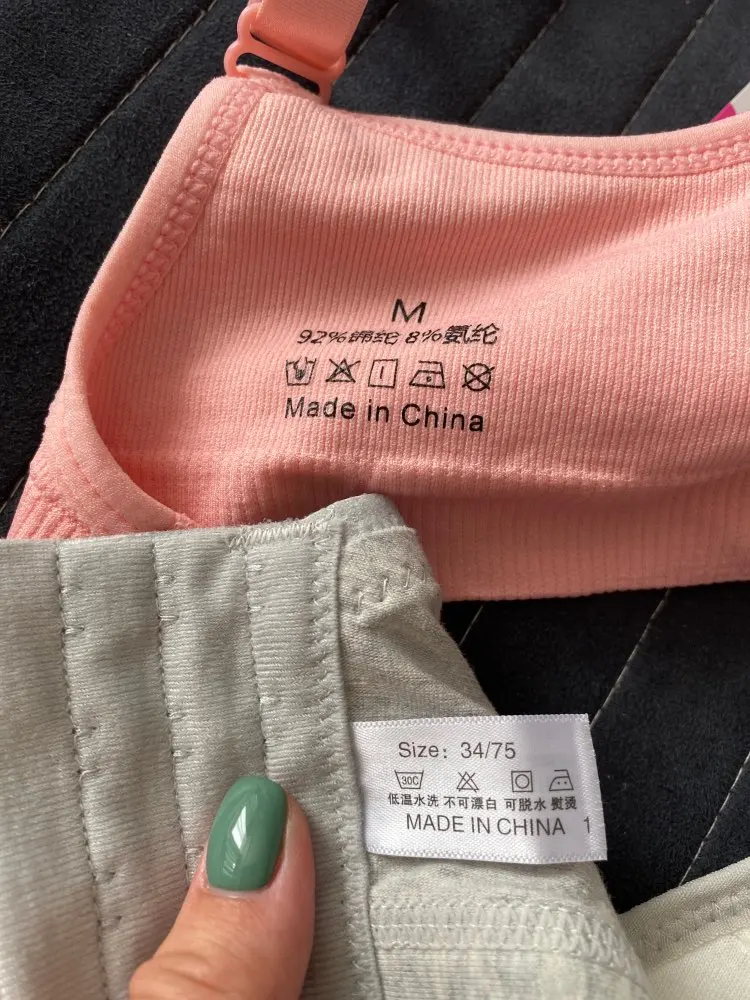 M
92%锦纶 8%氨纶
Made in China
Size: 34/75
30C
低温水洗 不可漂白 可脱水 熨烫
MADE IN CHINA 1